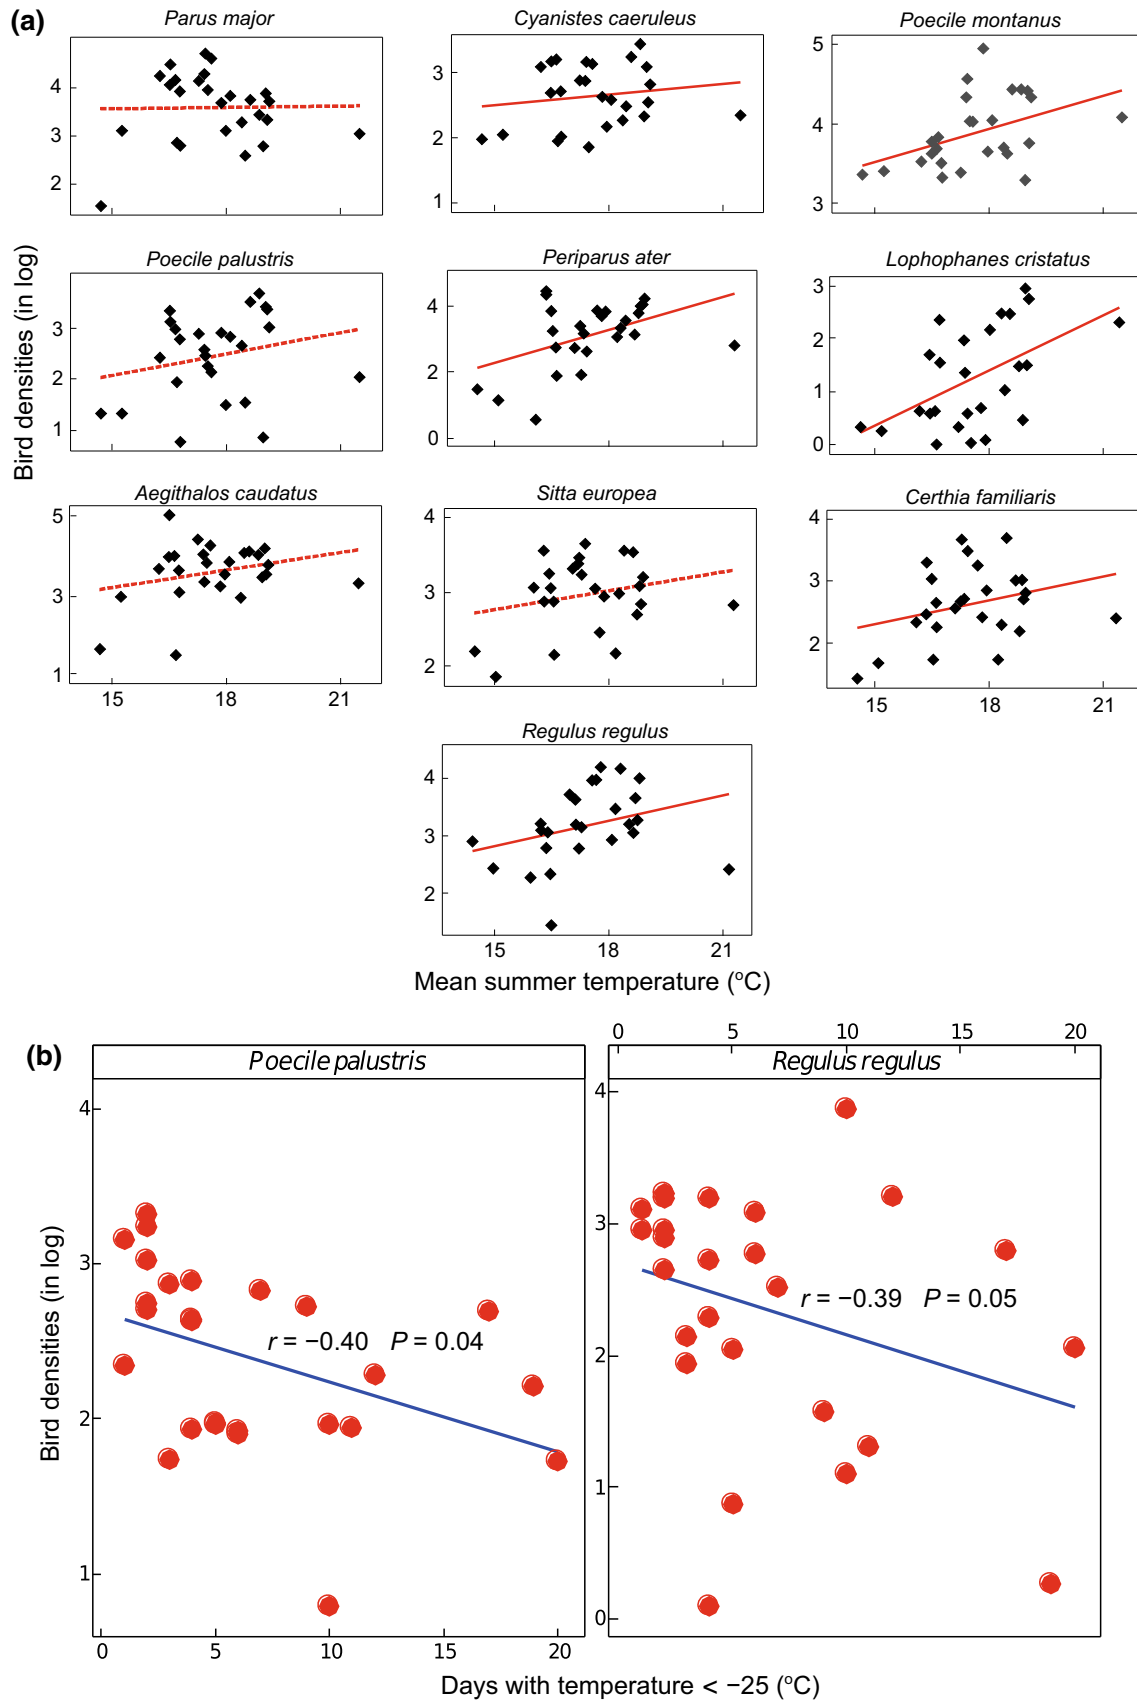 (a)
Parus major
Cyanistes caeruleus
Poecile montanus
4
3
2
3
2
1
5
4
3
Poecile palustris
Periparus ater
Lophophanes cristatus
3
2
1
4
2
0
3
2
1
0
Bird densities (in log)
Aegithalos caudatus
Sitta europea
Certhia familiaris
5
3
1
4
3
2
4
3
2
15 18 21
15 18 21
Regulus regulus
4
3
2
15 18 21
Mean summer temperature (°C)
(b)
0 5 10 15 20
Poecile palustris
Regulus regulus
4
3
2
1
4
3
2
1
0
r = −0.40 P = 0.04
r = −0.39 P = 0.05
Bird densities (in log)
0 5 10 15 20
Days with temperature < −25 (°C)